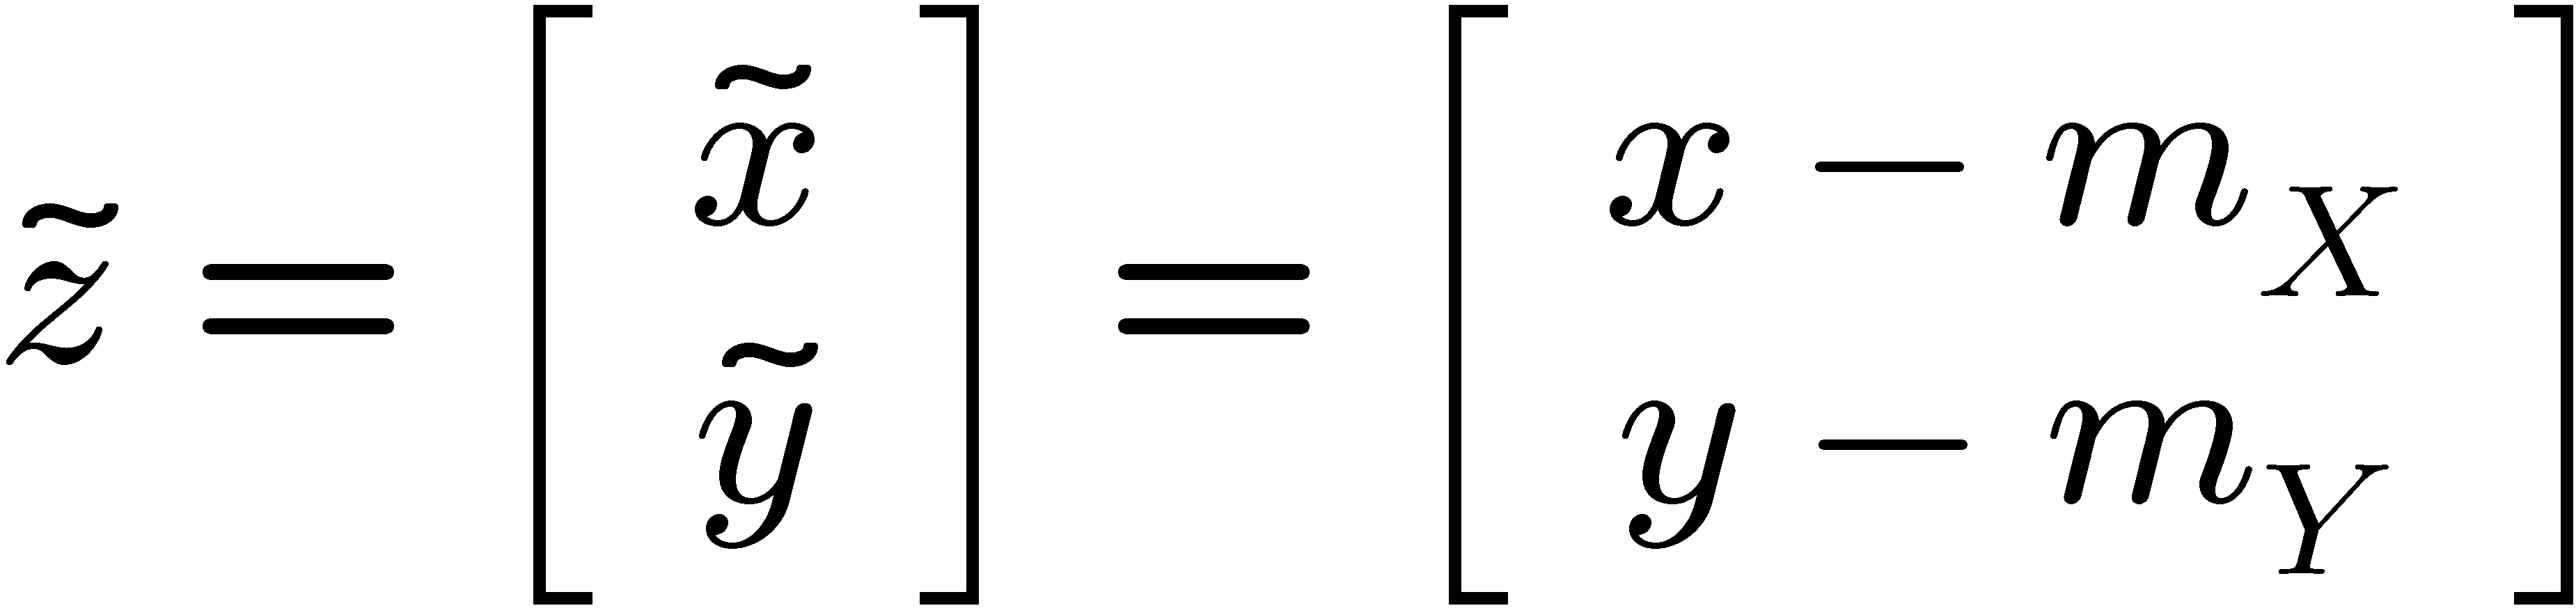 z̃ = [ x̃ ỹ ] = [ x − m_X y − m_Y ]